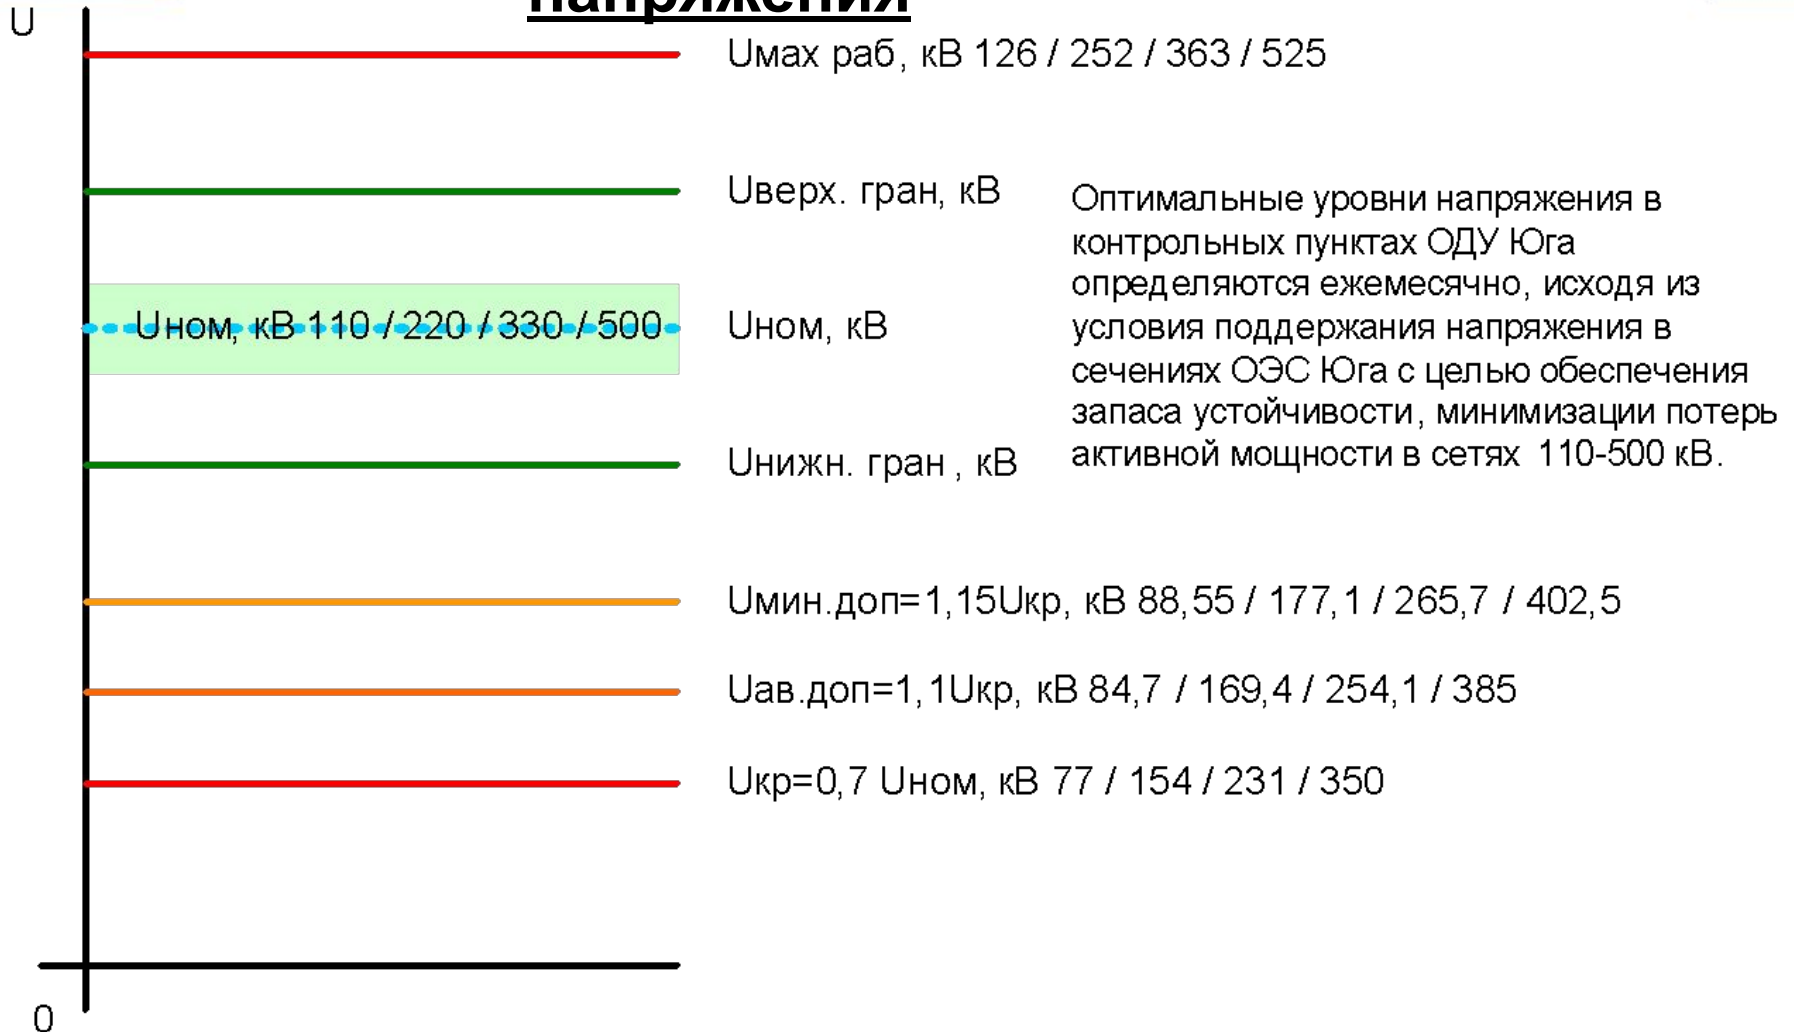 напряжения
U
Uмах раб, кВ 126 / 252 / 363 / 525
Uверх. гран, кВ
Uном, кВ 110 / 220 / 330 / 500
Uном, кВ
Uнижн. гран , кВ
Оптимальные уровни напряжения в
контрольных пунктах ОДУ Юга
определяются ежемесячно, исходя из
условия поддержания напряжения в
сечениях ОЭС Юга с целью обеспечения
запаса устойчивости, минимизации потерь
активной мощности в сетях 110-500 кВ.
Uмин.доп=1,15Uкр, кВ 88,55 / 177,1 / 265,7 / 402,5
Uав.доп=1,1Uкр, кВ 84,7 / 169,4 / 254,1 / 385
Uкр=0,7 Uном, кВ 77 / 154 / 231 / 350
0